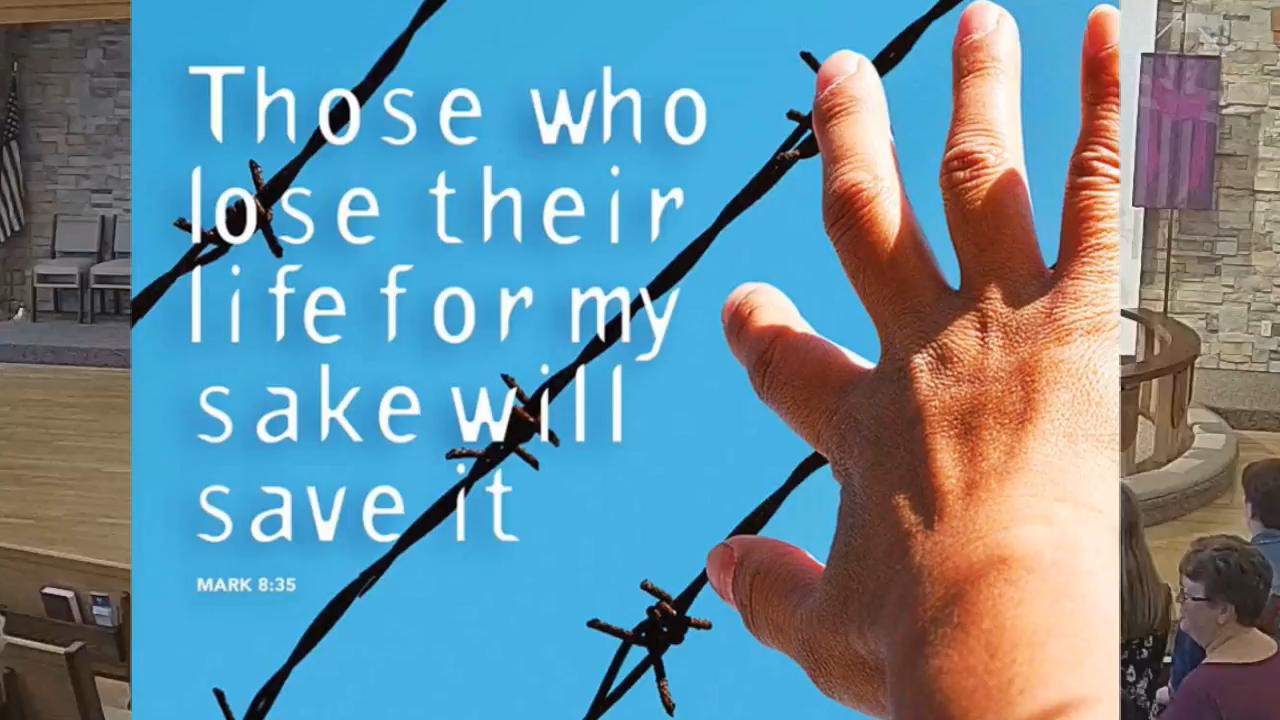 Those who
lose their
life for my
sake will
save it
MARK 8:35